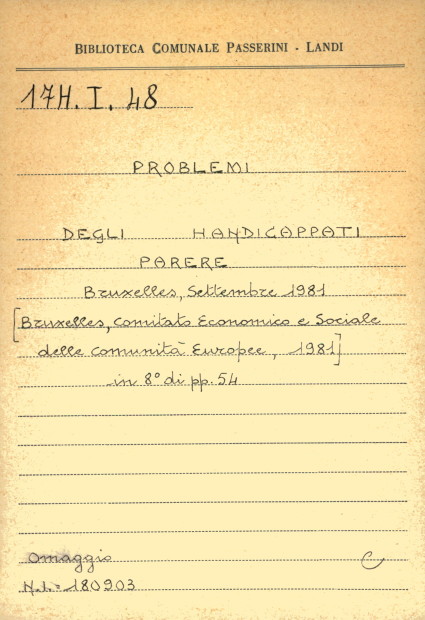 BIBLIOTECA COMUNALE PASSERINI - LANDI
17H. I. 48
PROBLEMI
DEGLI HANDICAPPATI
PARERE
Bruxelles, Settembre 1981
[Bruxelles, Comitato Economico e Sociale
delle Comunità Europee, 1981]
in 8° di pp. 54
Omaggio C
N.i. = 180903